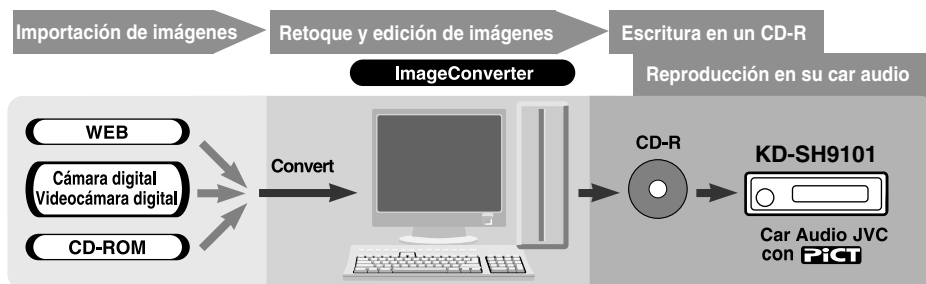 Importación de imágenes
Retoque y edición de imágenes
Escritura en un CD-R
ImageConverter
Reproducción en su car audio
WEB
Cámara digital
Videocámara digital
CD-ROM
Convert
CD-R
KD-SH9101
Car Audio JVC
con PiCT